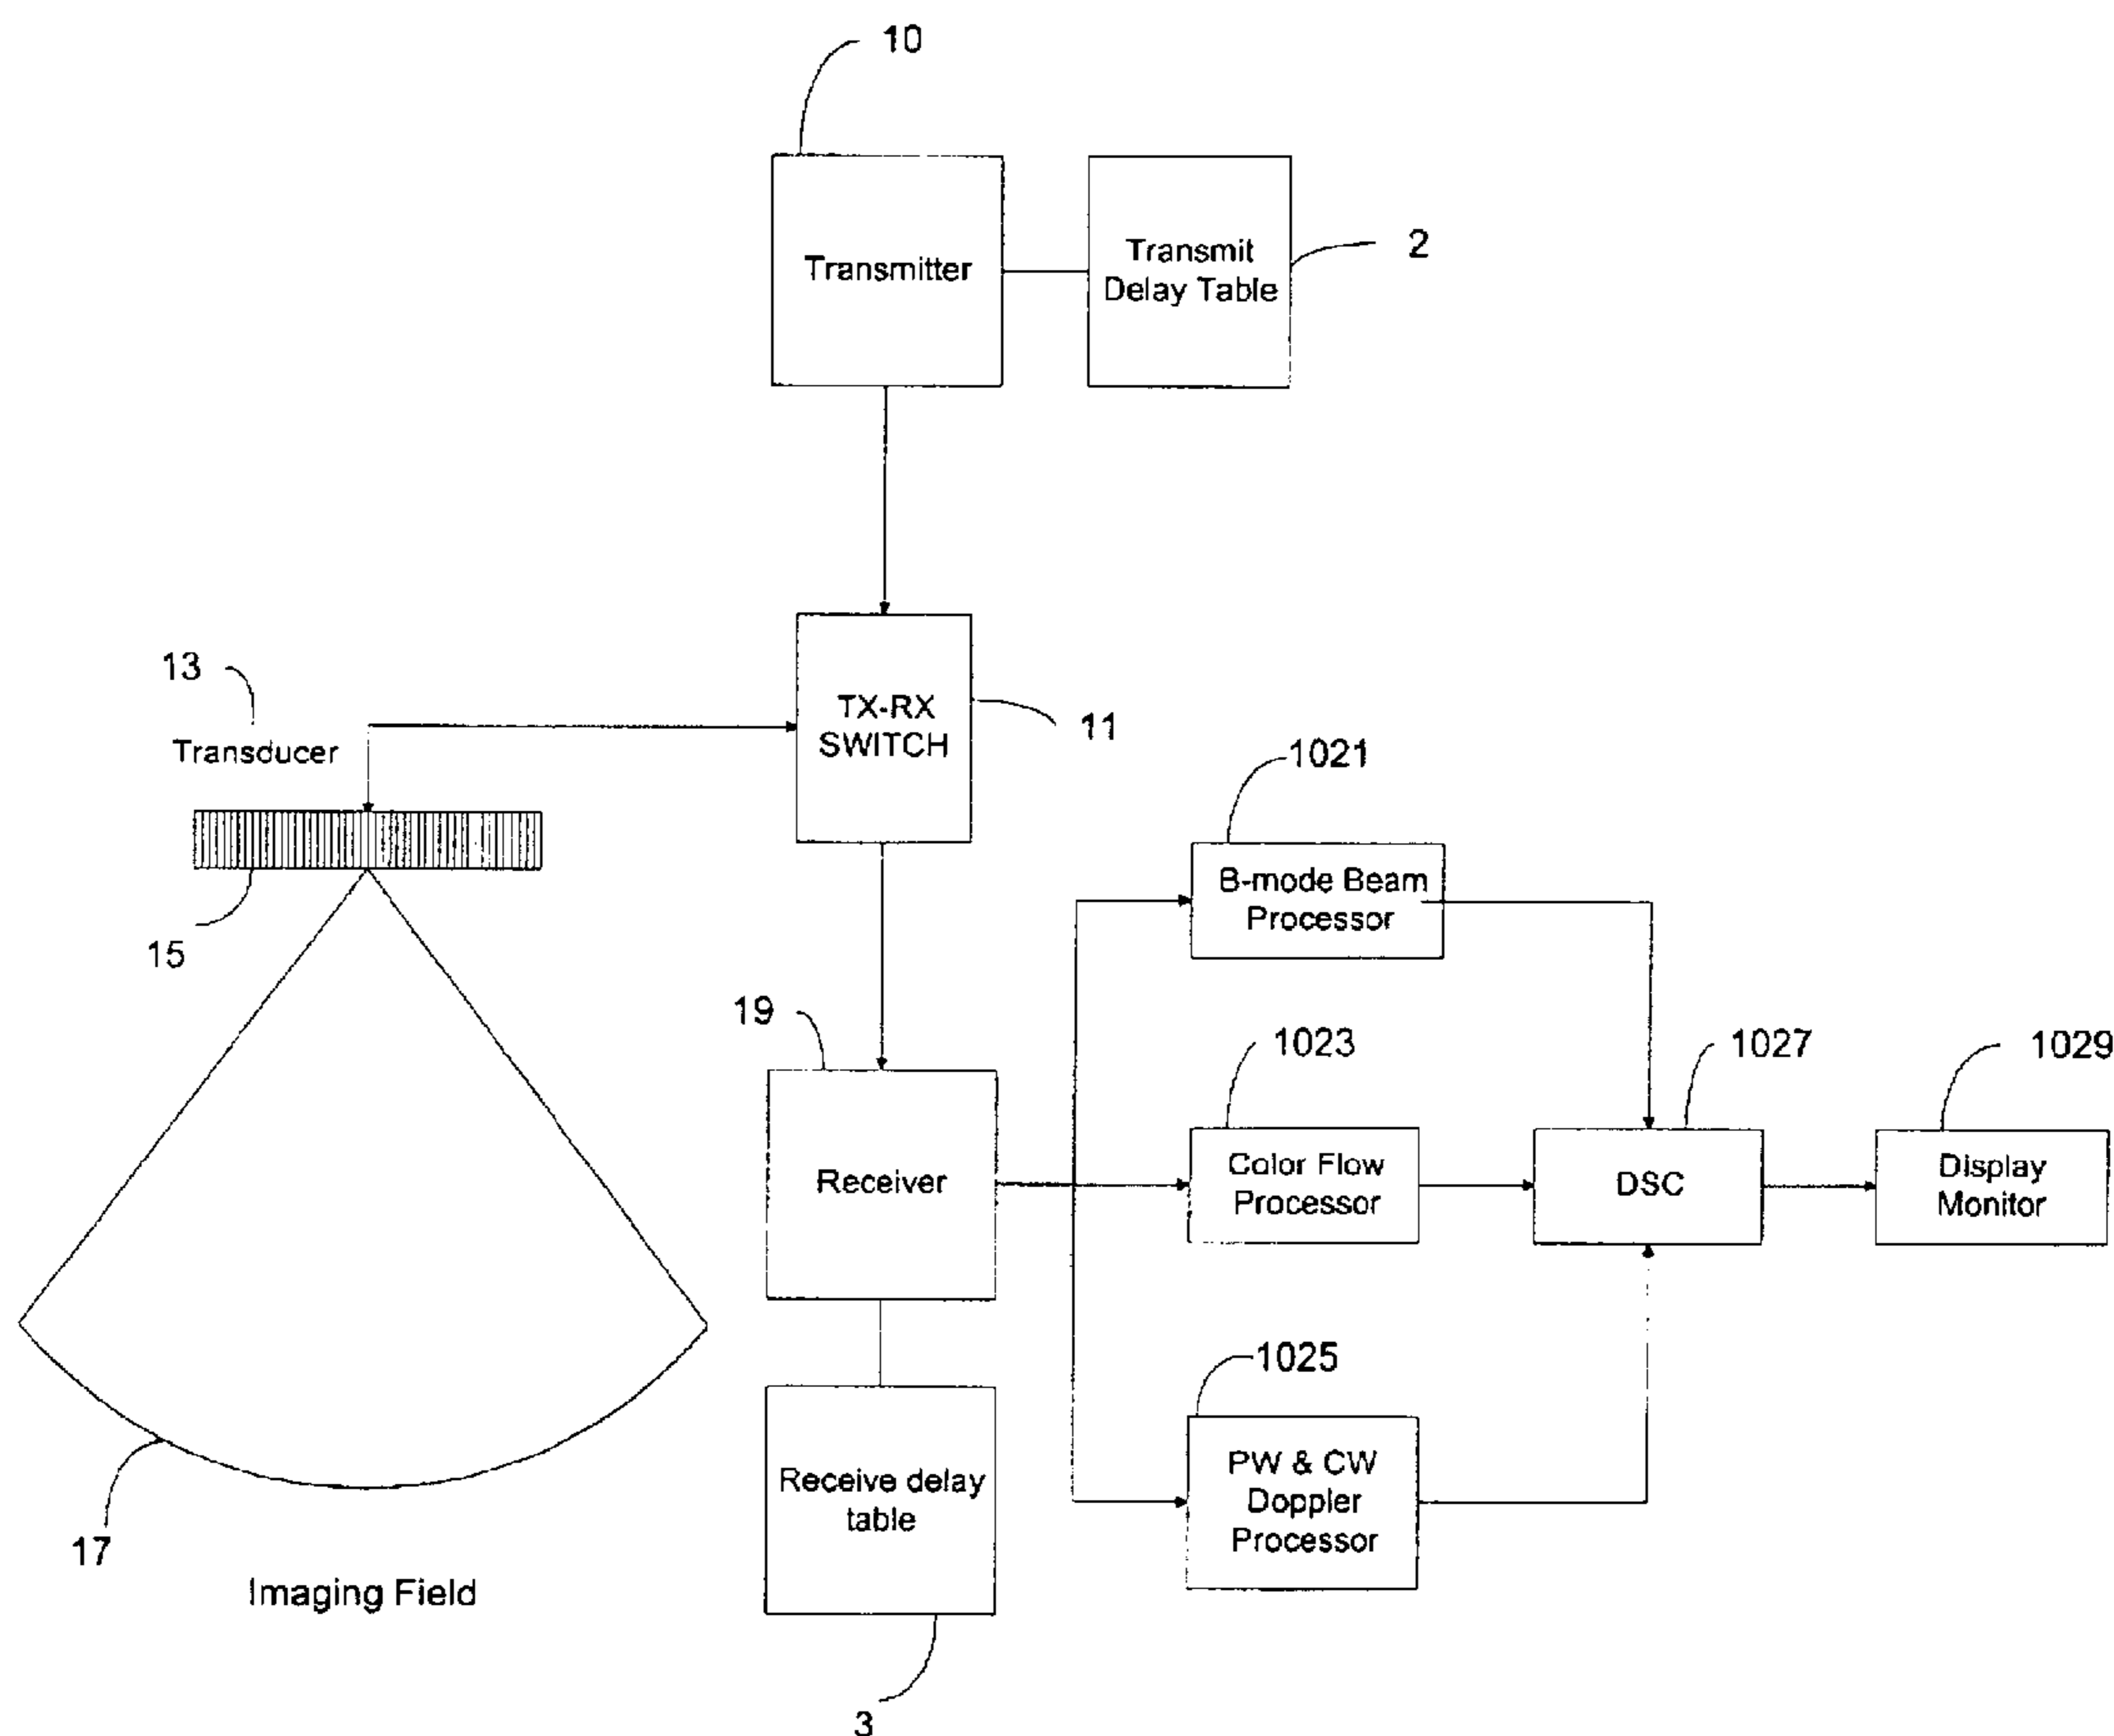 10
Transmitter
Transmit
Delay Table
2
13
Transducer
TX-RX
SWITCH
11
15
1021
B-mode Beam
Processor
19
1023
1027
1029
Receiver
Color Flow
Processor
DSC
Display
Monitor
1025
Receive delay
table
PW & CW
Doppler
Processor
17
Imaging Field
3